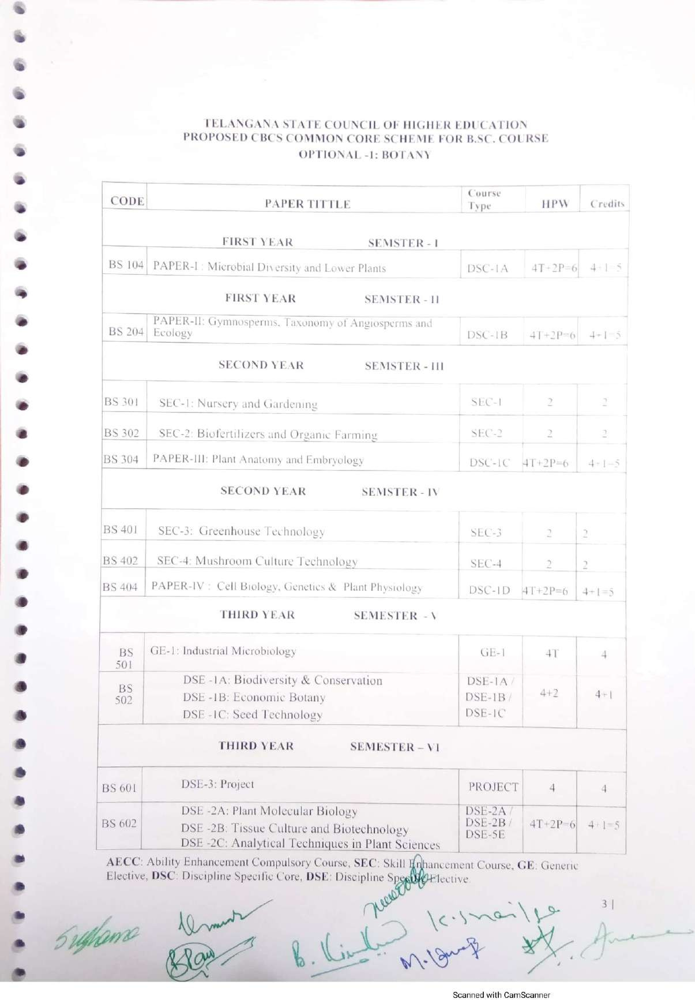 TELANGANA STATE COUNCIL OF HIGHER EDUCATION
PROPOSED CBCS COMMON CORE SCHEME FOR B.SC. COURSE
OPTIONAL -1: BOTANY
CODE PAPER TITTLE Course Type HPW Credits
FIRST YEAR SEMSTER - I
BS 104 PAPER-I : Microbial Diversity and Lower Plants DSC-1A 4T+2P=6 4+1=5
FIRST YEAR SEMSTER - II
BS 204 PAPER-II: Gymnosperms, Taxonomy of Angiosperms and
Ecology DSC-1B 4T+2P=6 4+1=5
SECOND YEAR SEMSTER - III
BS 301 SEC-1: Nursery and Gardening SEC-1 2 2
BS 302 SEC-2: Biofertilizers and Organic Farming SEC-2 2 2
BS 304 PAPER-III: Plant Anatomy and Embryology DSC-1C 4T+2P=6 4+1=5
SECOND YEAR SEMSTER - IV
BS 401 SEC-3: Greenhouse Technology SEC-3 2 2
BS 402 SEC-4: Mushroom Culture Technology SEC-4 2 2
BS 404 PAPER-IV : Cell Biology, Genetics & Plant Physiology DSC-1D 4T+2P=6 4+1=5
THIRD YEAR SEMESTER - V
BS 501 GE-1: Industrial Microbiology GE-1 4T 4
BS 502 DSE -1A: Biodiversity & Conservation DSE-1A / 4+2 4+1
DSE -1B: Economic Botany DSE-1B /
DSE -1C: Seed Technology DSE-1C
THIRD YEAR SEMESTER – VI
BS 601 DSE-3: Project PROJECT 4 4
BS 602 DSE -2A: Plant Molecular Biology DSE-2A / 4T+2P=6 4+1=5
DSE -2B: Tissue Culture and Biotechnology DSE-2B /
DSE -2C: Analytical Techniques in Plant Sciences DSE-5E
AECC: Ability Enhancement Compulsory Course, SEC: Skill Enhancement Course, GE: Generic
Elective, DSC: Discipline Specific Core, DSE: Discipline Specific Elective
3 |
Scanned with CamScanner